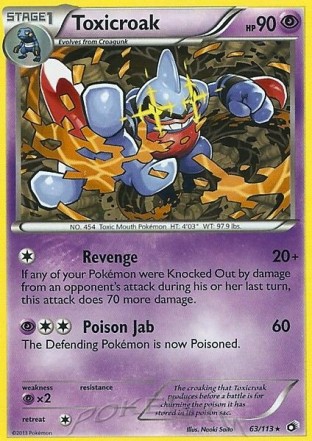 STAGE1 Toxicroak HP 90
Evolves from Croagunk
NO. 454 Toxic Mouth Pokémon HT. 4'03" WT. 97.9 lbs.
Revenge 20+
If any of your Pokémon were Knocked Out by damage
from an opponent's attack during his or her last turn,
this attack does 70 more damage.
Poison Jab 60
The Defending Pokémon is now Poisoned.
weakness resistance
×2
retreat
The croaking that Toxicroak
produces before a battle is for
churning the poison it has
stored in its poison sac.
©2013 Pokémon
Illus. Naoki Saito 63/113
POKÉ